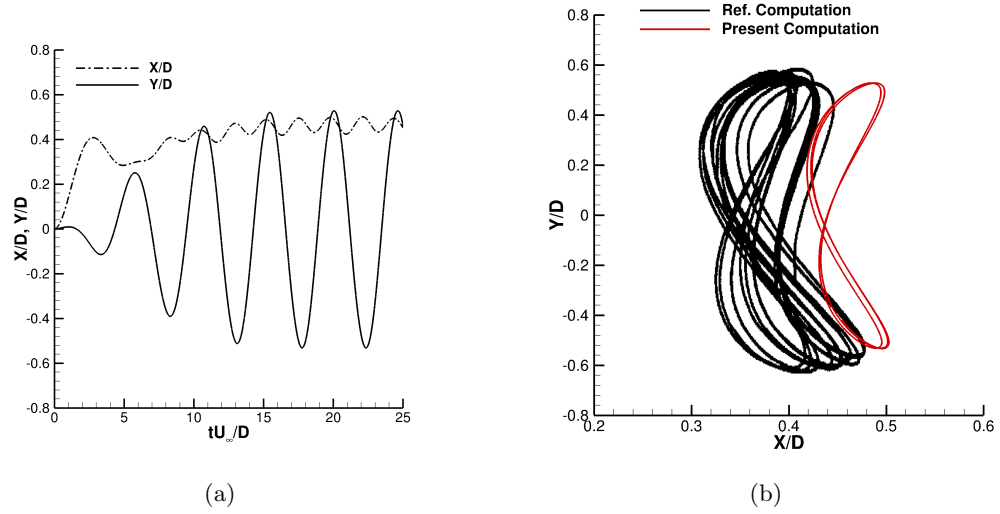 X/D
Y/D
X/D, Y/D
0.8
0.6
0.4
0.2
0
-0.2
-0.4
-0.6
-0.8
0 5 10 15 20 25
tU∞/D
(a)
Ref. Computation
Present Computation
Y/D
0.8
0.6
0.4
0.2
0
-0.2
-0.4
-0.6
-0.8
0.2 0.3 0.4 0.5 0.6
X/D
(b)